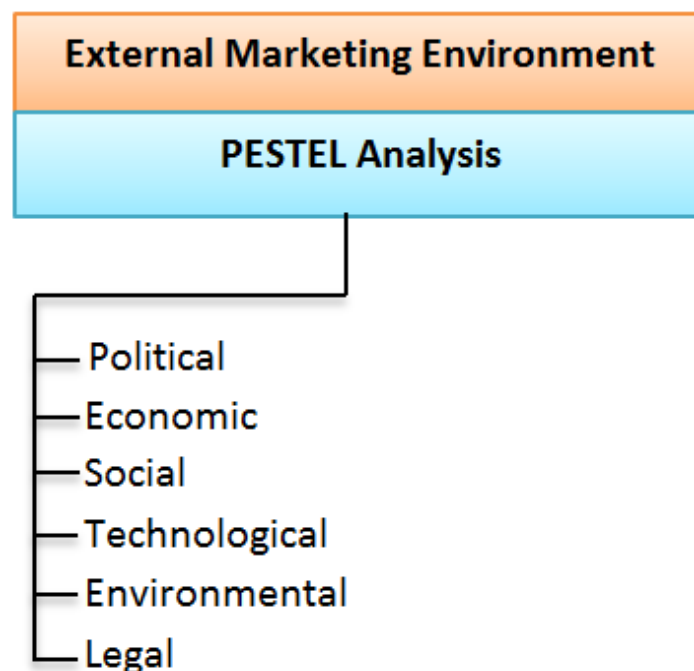 External Marketing Environment
PESTEL Analysis
Political
Economic
Social
Technological
Environmental
Legal